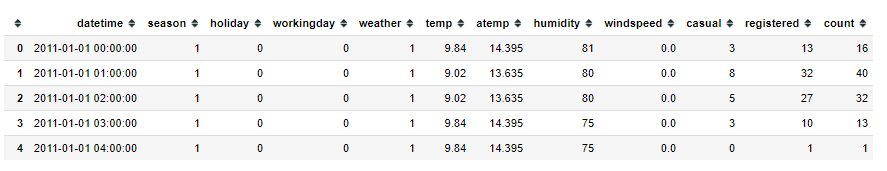 datetime season holiday workingday weather temp atemp humidity windspeed casual registered count
0 2011-01-01 00:00:00 1 0 0 1 9.84 14.395 81 0.0 3 13 16
1 2011-01-01 01:00:00 1 0 0 1 9.02 13.635 80 0.0 8 32 40
2 2011-01-01 02:00:00 1 0 0 1 9.02 13.635 80 0.0 5 27 32
3 2011-01-01 03:00:00 1 0 0 1 9.84 14.395 75 0.0 3 10 13
4 2011-01-01 04:00:00 1 0 0 1 9.84 14.395 75 0.0 0 1 1